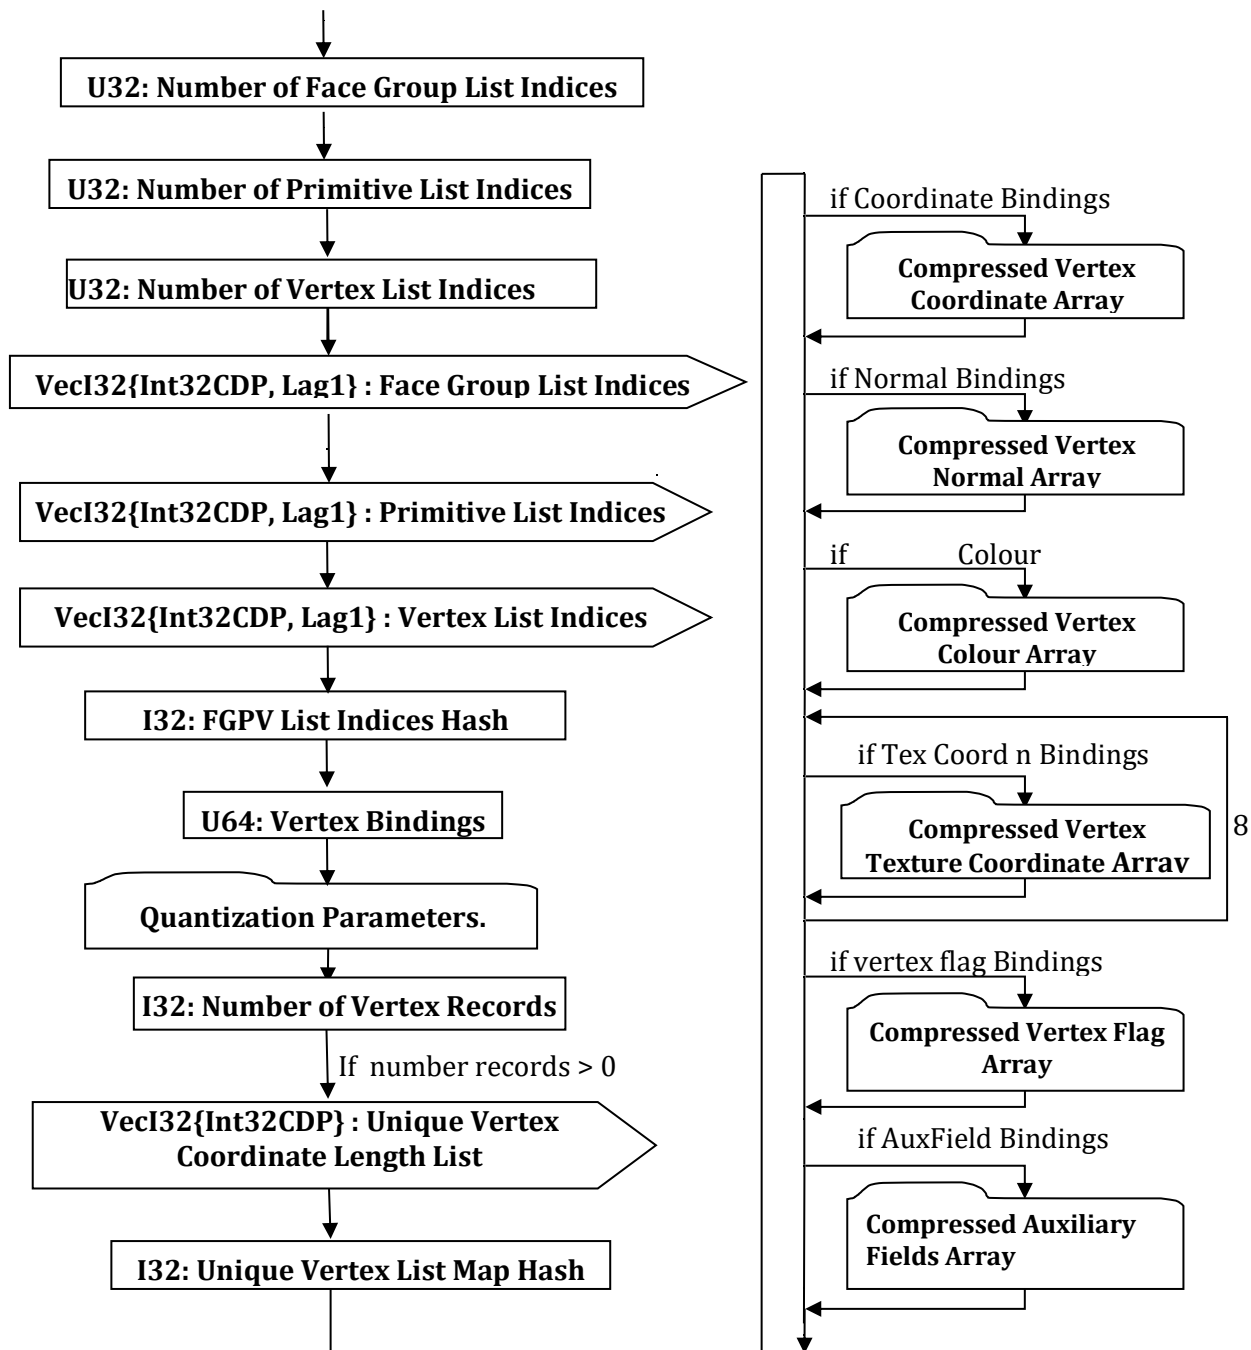 U32: Number of Face Group List Indices
U32: Number of Primitive List Indices
U32: Number of Vertex List Indices
VecI32{Int32CDP, Lag1} : Face Group List Indices
VecI32{Int32CDP, Lag1} : Primitive List Indices
VecI32{Int32CDP, Lag1} : Vertex List Indices
I32: FGPV List Indices Hash
U64: Vertex Bindings
Quantization Parameters.
I32: Number of Vertex Records
If number records > 0
VecI32{Int32CDP} : Unique Vertex
Coordinate Length List
I32: Unique Vertex List Map Hash
if Coordinate Bindings
Compressed Vertex
Coordinate Array
if Normal Bindings
Compressed Vertex
Normal Array
if Colour
Compressed Vertex
Colour Array
if Tex Coord n Bindings
Compressed Vertex
Texture Coordinate Array
8
if vertex flag Bindings
Compressed Vertex Flag
Array
if AuxField Bindings
Compressed Auxiliary
Fields Array